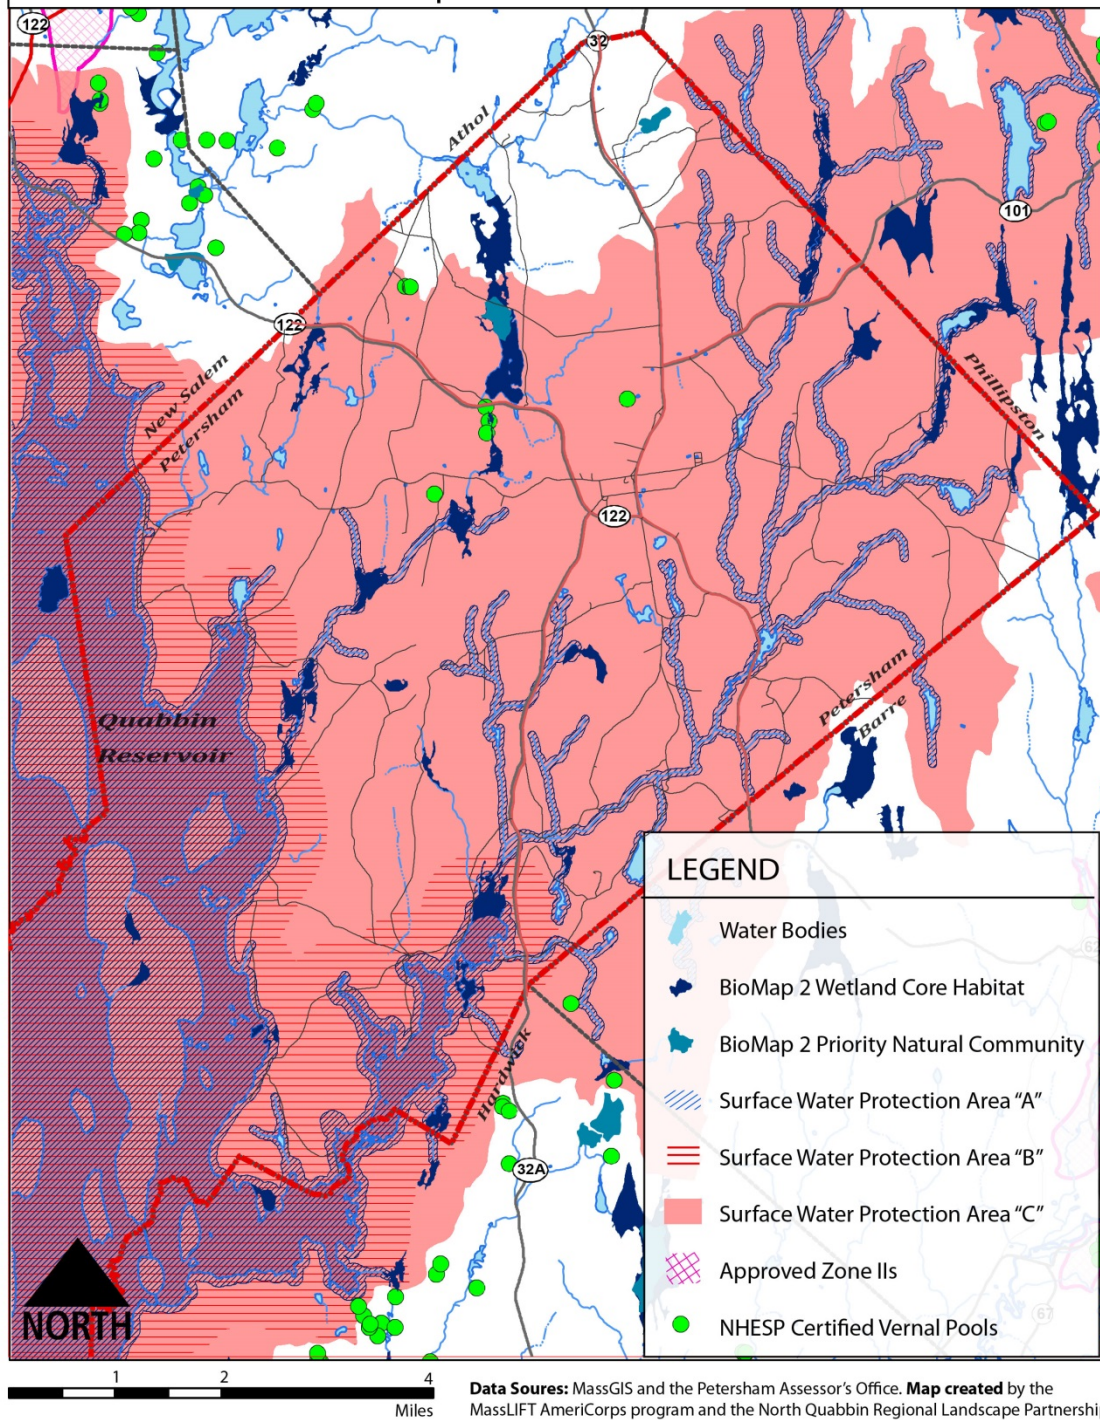 122
32
Athol
101
122
New Salem
Petersham
Phillipston
122
Petersham
Barre
Quabbin
Reservoir
LEGEND
Water Bodies
BioMap 2 Wetland Core Habitat
BioMap 2 Priority Natural Community
Surface Water Protection Area “A”
Surface Water Protection Area “B”
Surface Water Protection Area “C”
Approved Zone IIs
NHESP Certified Vernal Pools
62
67
Hardwick
32A
NORTH
1 2 4
Miles
Data Soures: MassGIS and the Petersham Assessor’s Office. Map created by the
MassLIFT AmeriCorps program and the North Quabbin Regional Landscape Partnership